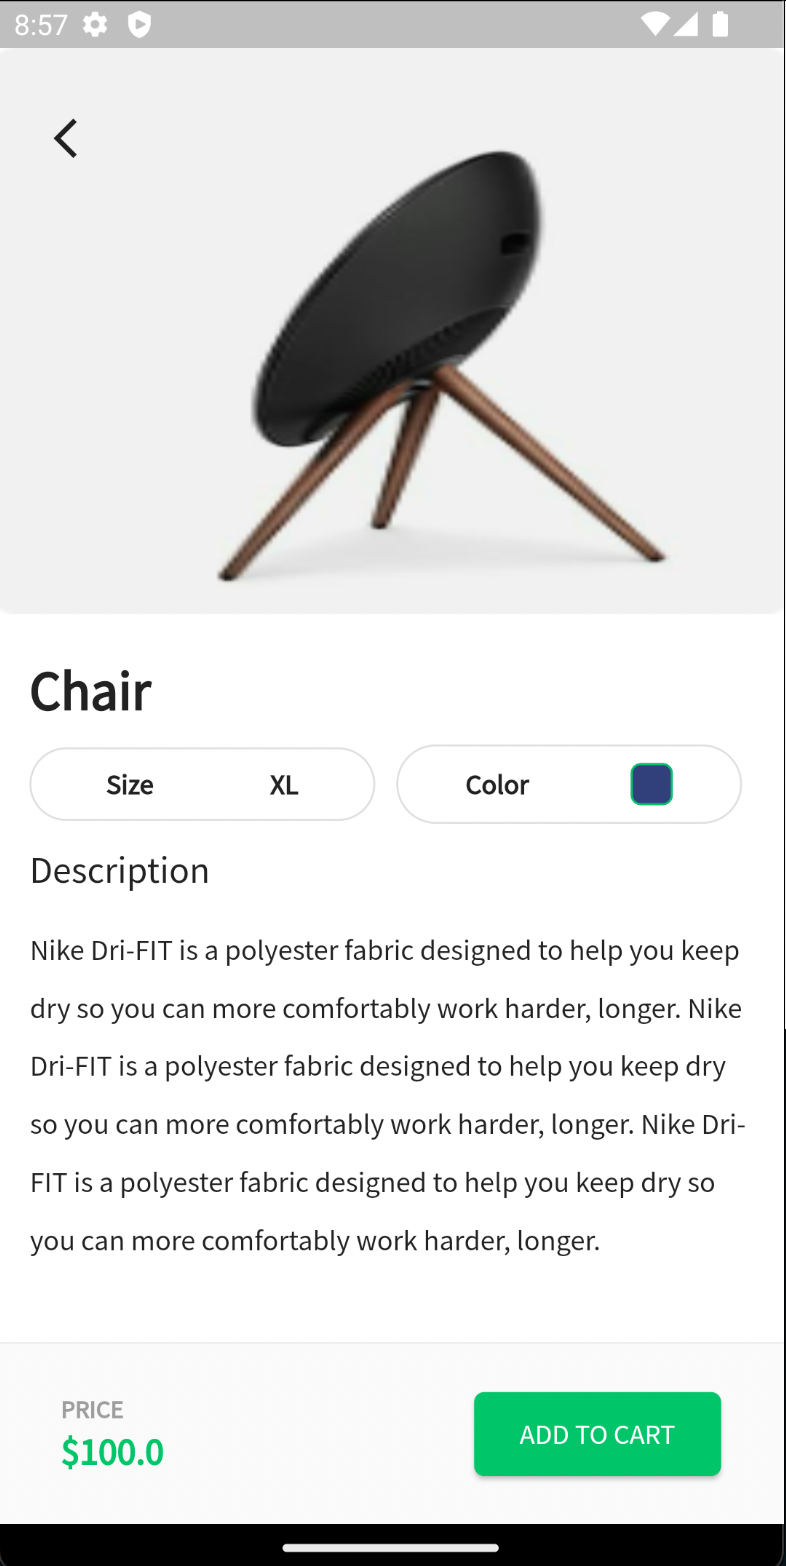 8:57
Chair
Size XL Color
Description
Nike Dri-FIT is a polyester fabric designed to help you keep
dry so you can more comfortably work harder, longer. Nike
Dri-FIT is a polyester fabric designed to help you keep dry
so you can more comfortably work harder, longer. Nike Dri-
FIT is a polyester fabric designed to help you keep dry so
you can more comfortably work harder, longer.
PRICE
$100.0
ADD TO CART